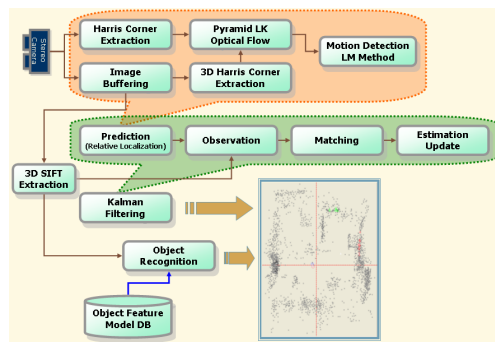 Stereo
Camera
Harris Corner
Extraction
Pyramid LK
Optical Flow
Motion Detection
LM Method
Image
Buffering
3D Harris Corner
Extraction
Prediction
(Relative Localization)
Observation
Matching
Estimation
Update
3D SIFT
Extraction
Kalman
Filtering
Object
Recognition
Object Feature
Model DB